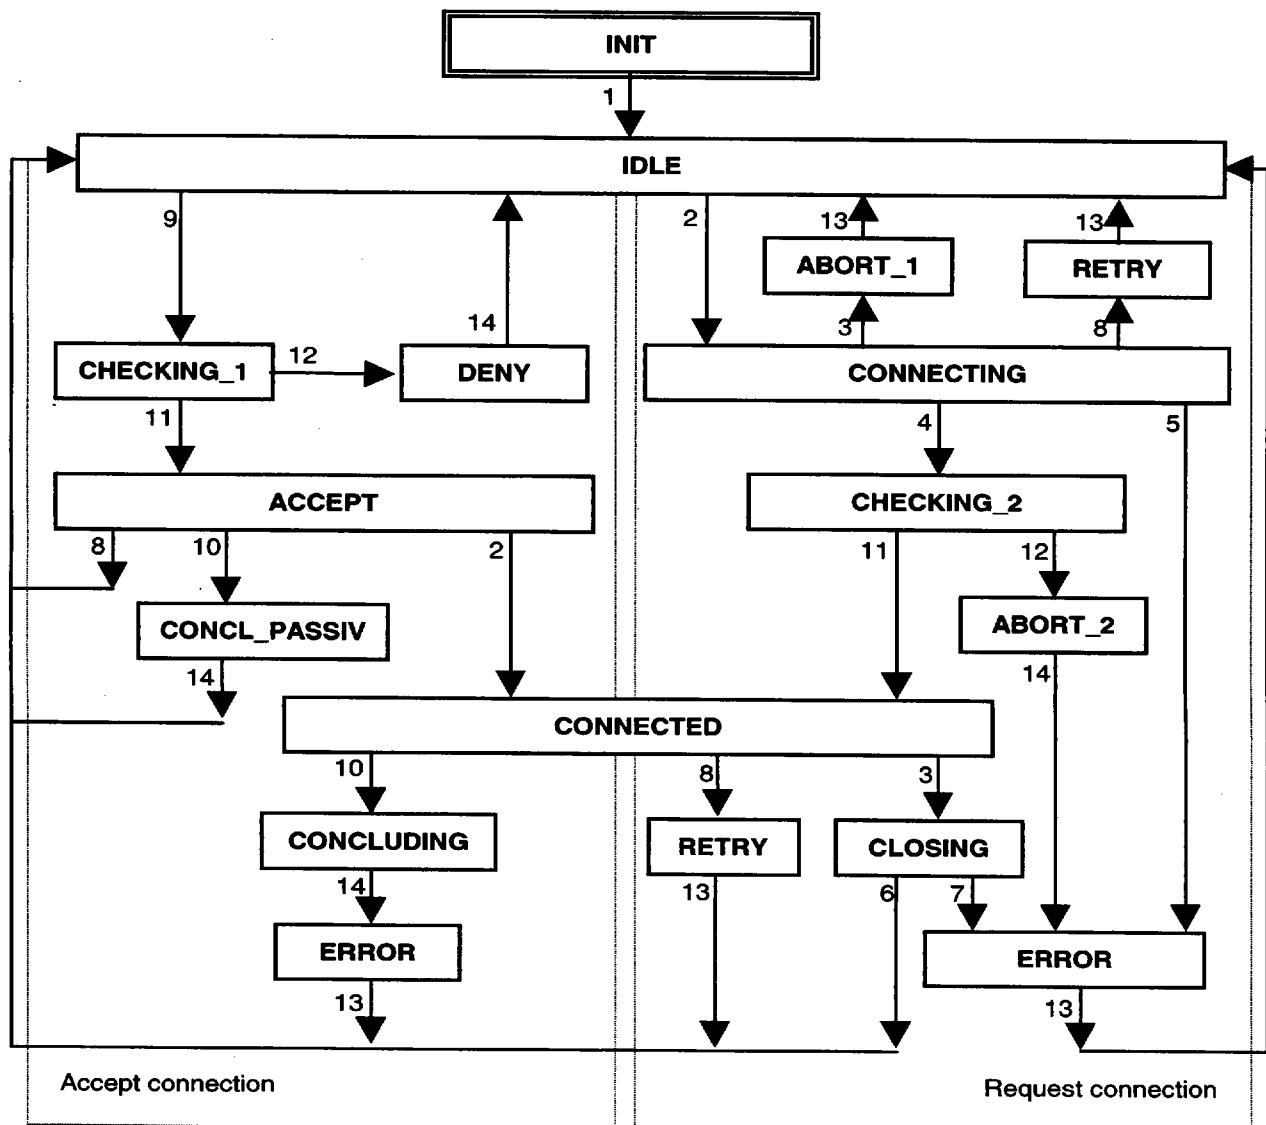 INIT
1
IDLE
9
2
13
13
ABORT_1
RETRY
14
3
8
CHECKING_1
12
DENY
CONNECTING
11
4
5
ACCEPT
CHECKING_2
8
10
2
11
12
CONCL_PASSIV
ABORT_2
14
14
CONNECTED
10
8
3
CONCLUDING
RETRY
CLOSING
14
13
6
7
ERROR
ERROR
13
13
Accept connection
Request connection